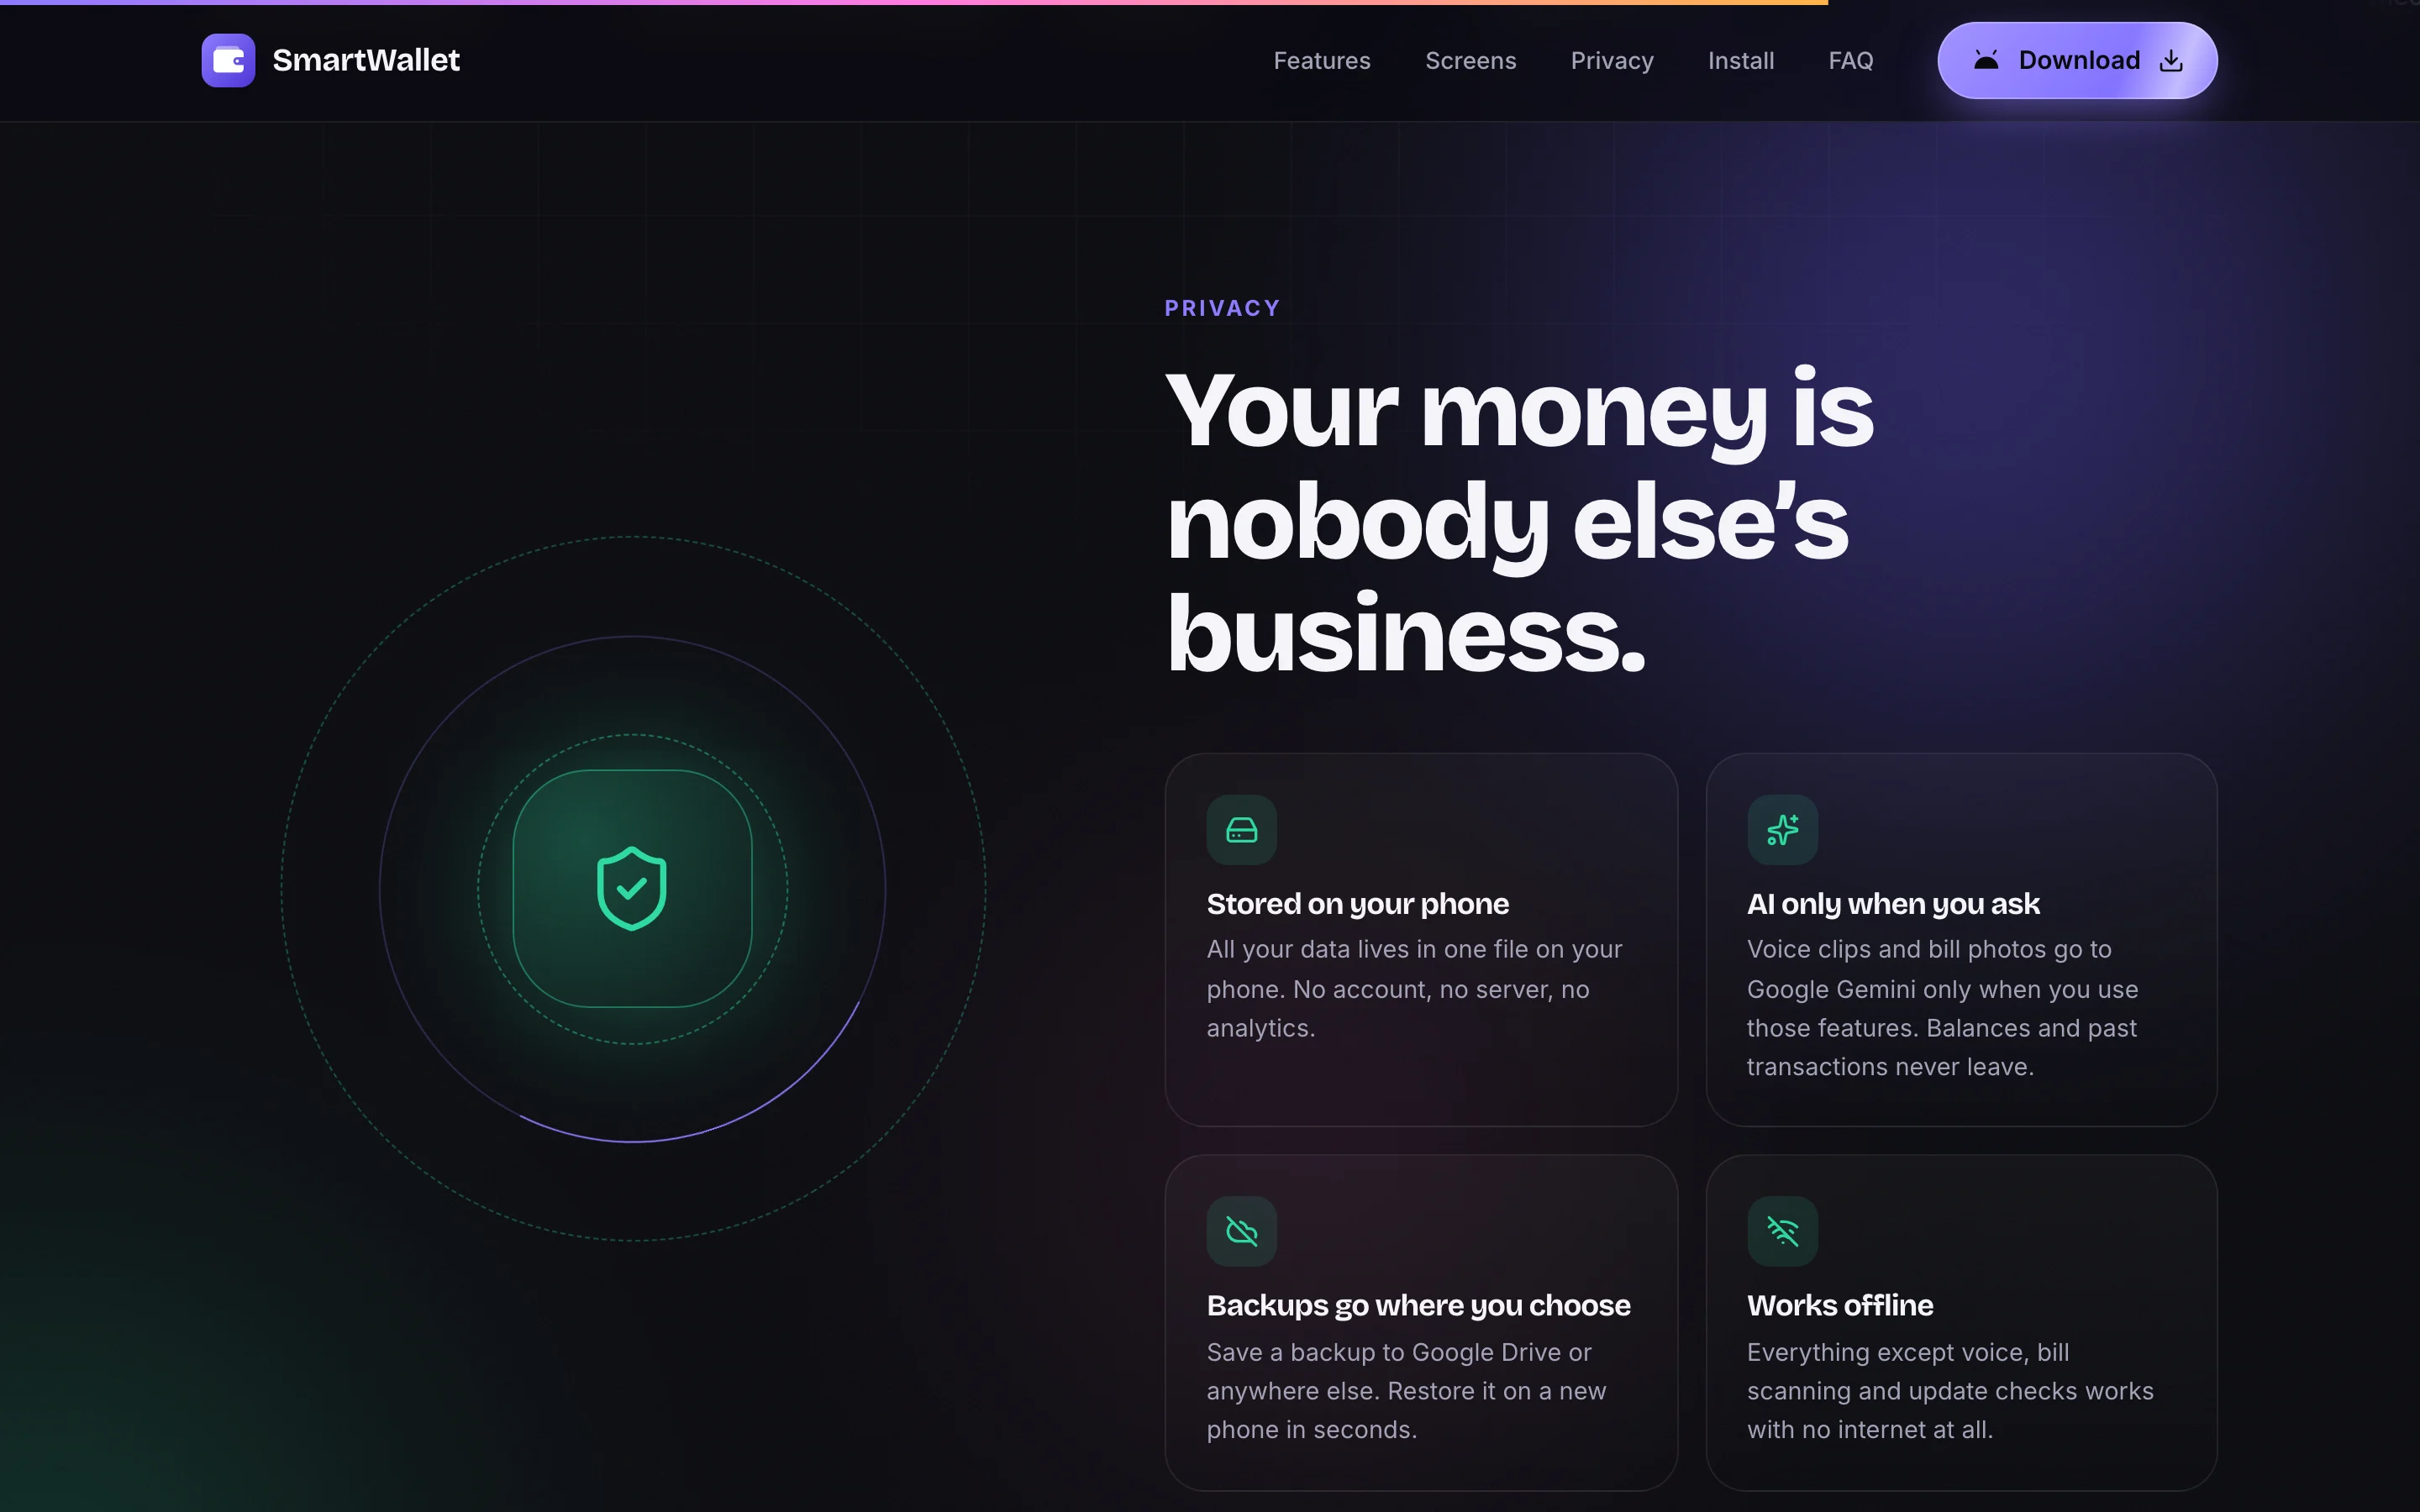 SmartWallet
Features
Screens
Privacy
Install
FAQ
Download
PRIVACY
Your money is
nobody else’s
business.
Stored on your phone
All your data lives in one file on your
phone. No account, no server, no
analytics.
AI only when you ask
Voice clips and bill photos go to
Google Gemini only when you use
those features. Balances and past
transactions never leave.
Backups go where you choose
Save a backup to Google Drive or
anywhere else. Restore it on a new
phone in seconds.
Works offline
Everything except voice, bill
scanning and update checks works
with no internet at all.